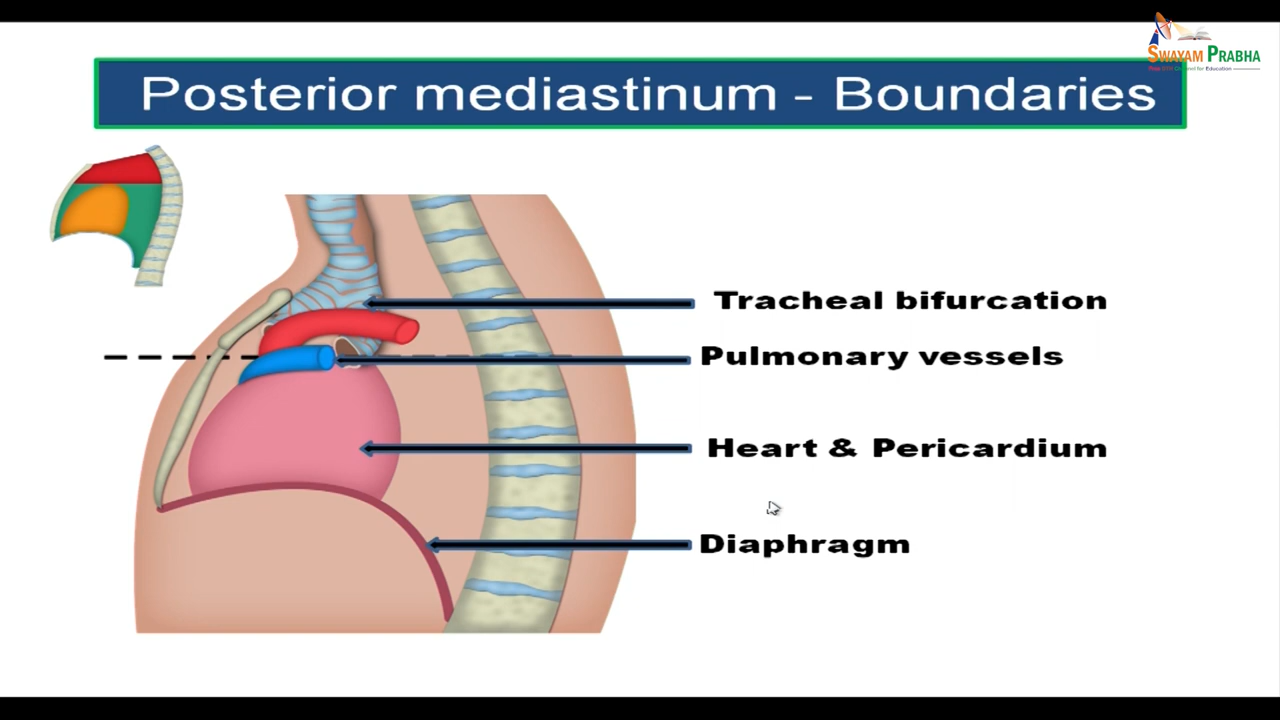 SWAYAM PRABHA
Posterior mediastinum - Boundaries
Tracheal bifurcation
Pulmonary vessels
Heart & Pericardium
Diaphragm